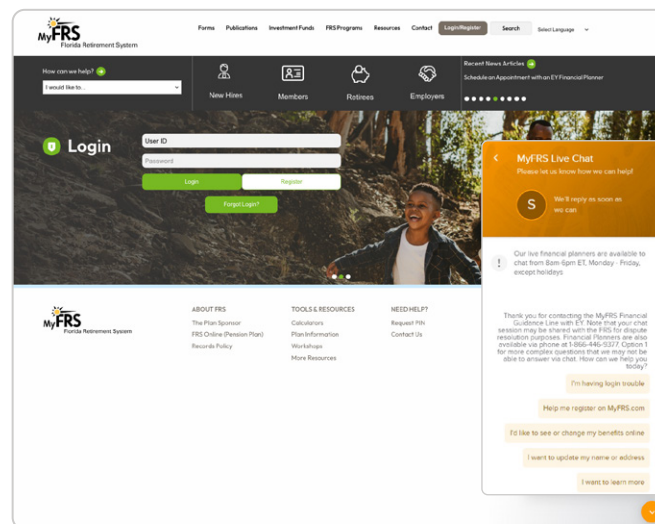 MyFRS
Florida Retirement System
Forms Publications Investment Funds FRS Programs Resources Contact Login/Register Search Select Language
How can we help?
I would like to...
New Hires
Members
Retirees
Employers
Recent News Articles
Schedule an Appointment with an EY Financial Planner
Login
User ID
Password
Login
Register
Forgot Login?
MyFRS Live Chat
Please let us know how we can help!
S
We'll reply as soon as
we can
!
Our live financial planners are available to
chat from 8am-6pm ET, Monday - Friday,
except holidays
Thank you for contacting the MyFRS Financial
Guidance Line with EY. Note that your chat
session may be shared with the FRS for dispute
resolution purposes. Financial Planners are also
available via phone at 1-866-446-9377, Option 1
for more complex questions that we may not be
able to answer via chat. How can we help you
today?
I'm having login trouble
Help me register on MyFRS.com
I'd like to see or change my benefits online
I want to update my name or address
I want to learn more
MyFRS
Florida Retirement System
ABOUT FRS
The Plan Sponsor
FRS Online (Pension Plan)
Records Policy
TOOLS & RESOURCES
Calculators
Plan Information
Workshops
More Resources
NEED HELP?
Request PIN
Contact Us